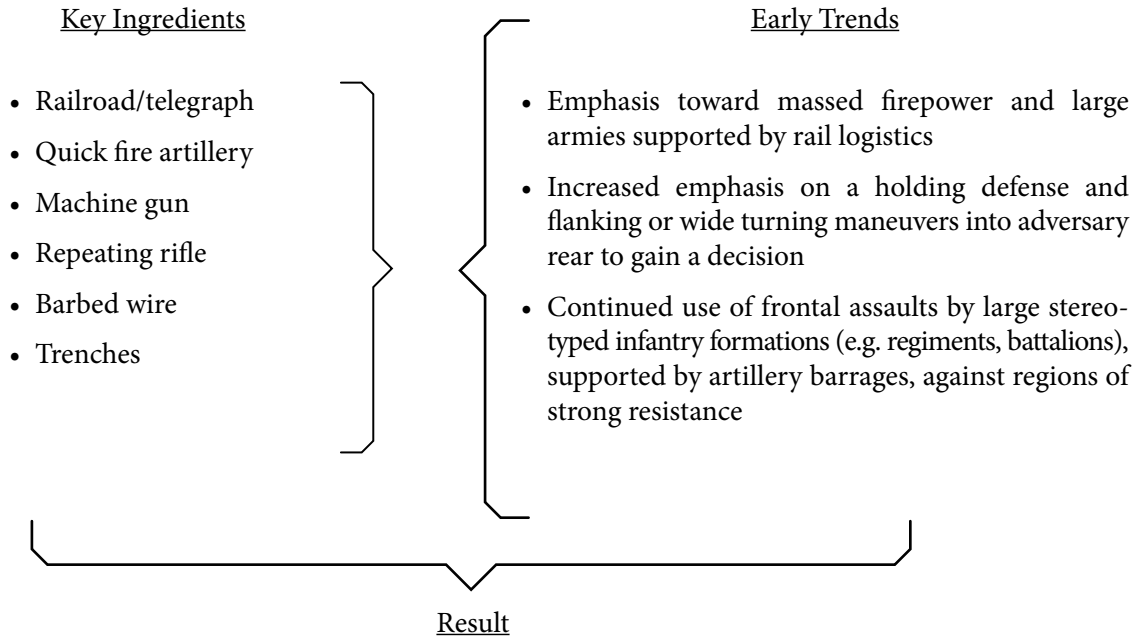 Key Ingredients
• Railroad/telegraph
• Quick fire artillery
• Machine gun
• Repeating rifle
• Barbed wire
• Trenches
Early Trends
• Emphasis toward massed firepower and large
armies supported by rail logistics
• Increased emphasis on a holding defense and
flanking or wide turning maneuvers into adversary
rear to gain a decision
• Continued use of frontal assaults by large stereo-
typed infantry formations (e.g. regiments, battalions),
supported by artillery barrages, against regions of
strong resistance
Result